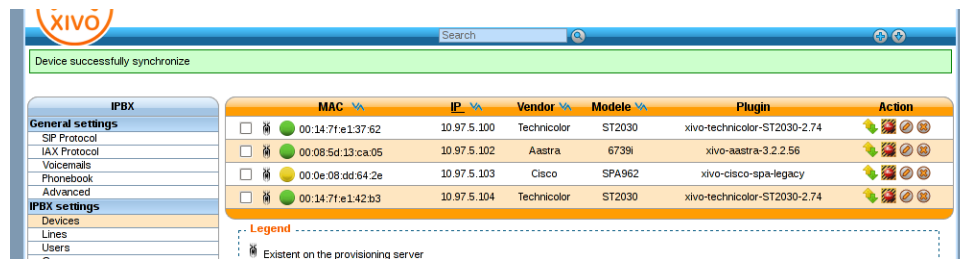 XIVO
Search
Device successfully synchronize
IPBX
General settings
SIP Protocol
IAX Protocol
Voicemails
Phonebook
Advanced
IPBX settings
Devices
Lines
Users
MAC IP Vendor Modele Plugin Action
00:14:7f:e1:37:62 10.97.5.100 Technicolor ST2030 xivo-technicolor-ST2030-2.74
00:08:5d:13:ca:05 10.97.5.102 Aastra 6739i xivo-aastra-3.2.2.56
00:0e:08:dd:64:2e 10.97.5.103 Cisco SPA962 xivo-cisco-spa-legacy
00:14:7f:e1:42:b3 10.97.5.104 Technicolor ST2030 xivo-technicolor-ST2030-2.74
Legend
Existent on the provisioning server